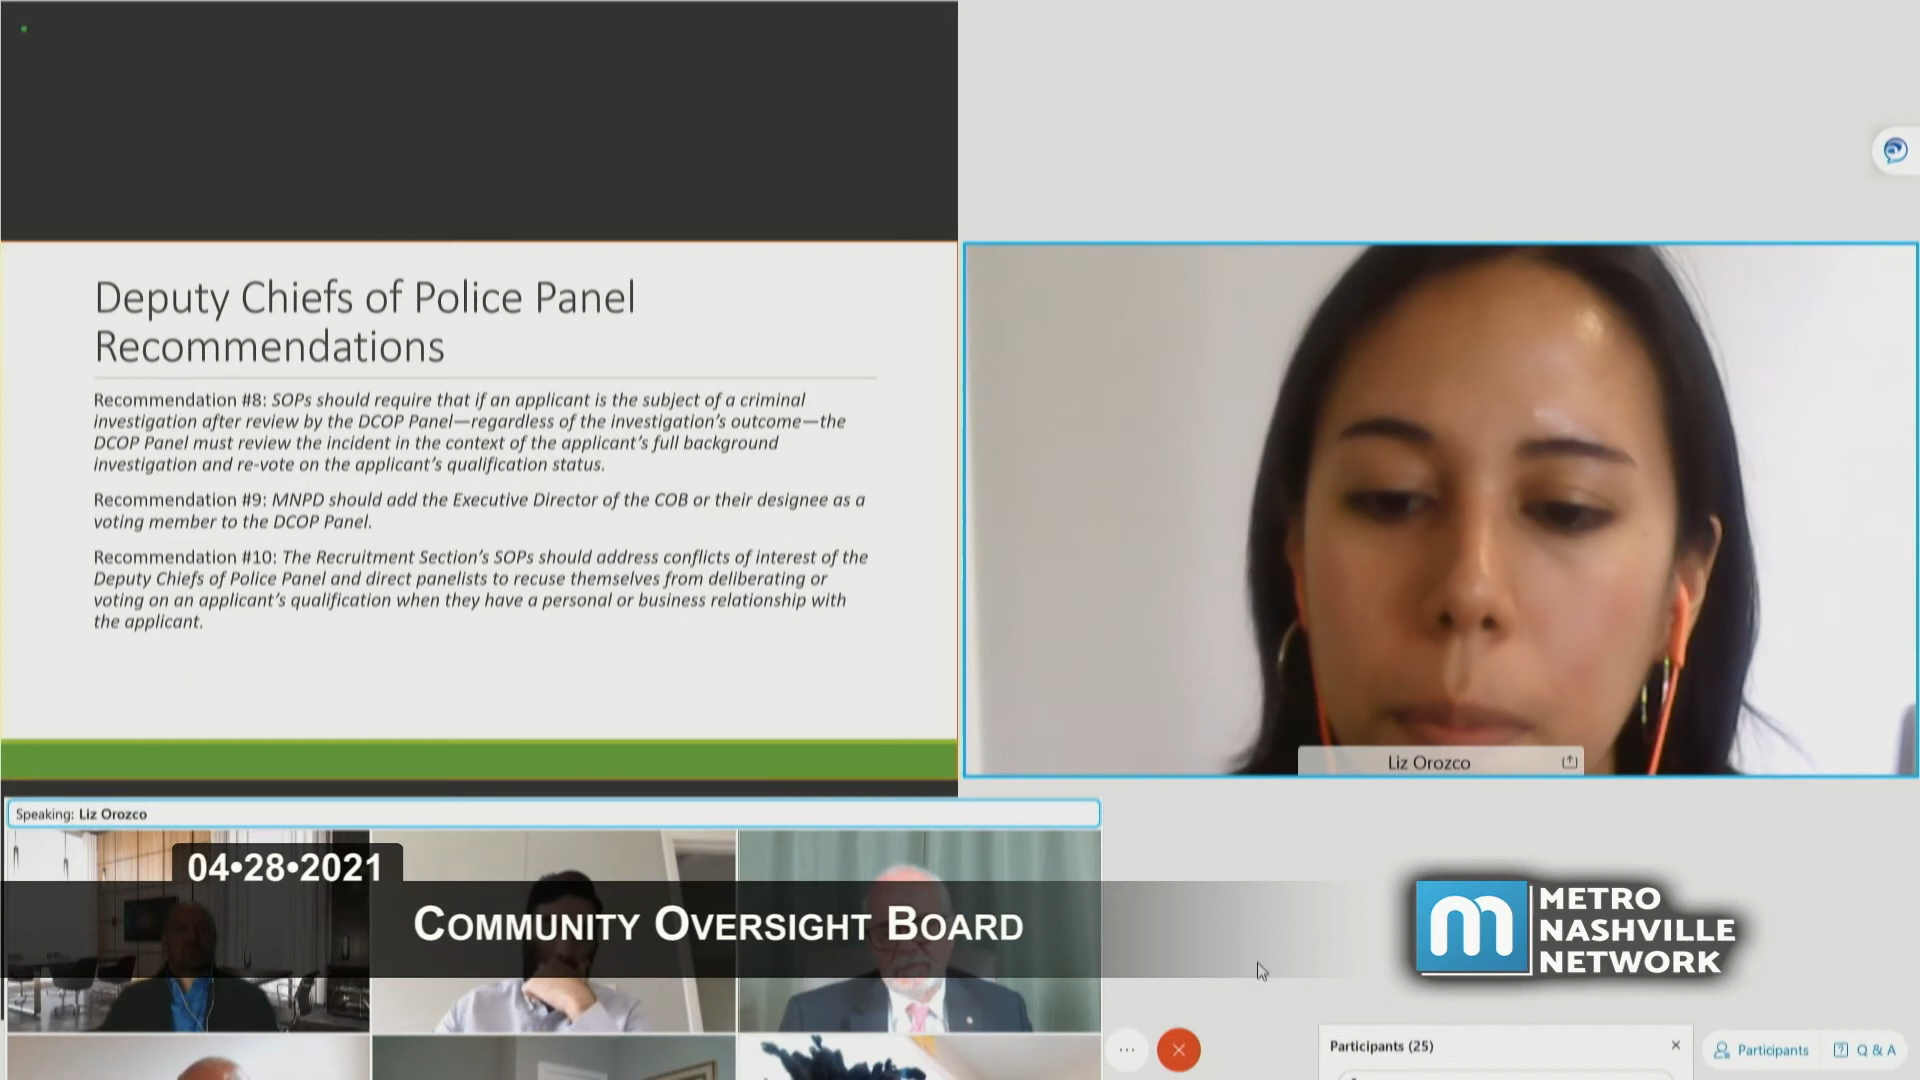 Deputy Chiefs of Police Panel
Recommendations
Recommendation #8: SOPs should require that if an applicant is the subject of a criminal
investigation after review by the DCOP Panel—regardless of the investigation's outcome—the
DCOP Panel must review the incident in the context of the applicant's full background
investigation and re-vote on the applicant's qualification status.
Recommendation #9: MNPD should add the Executive Director of the COB or their designee as a
voting member to the DCOP Panel.
Recommendation #10: The Recruitment Section's SOPs should address conflicts of interest of the
Deputy Chiefs of Police Panel and direct panelists to recuse themselves from deliberating or
voting on an applicant's qualification when they have a personal or business relationship with
the applicant.
Liz Orozco
Speaking: Liz Orozco
04•28•2021
Community Oversight Board
m
METRO
NASHVILLE
NETWORK
Participants (25)
Participants
Q & A